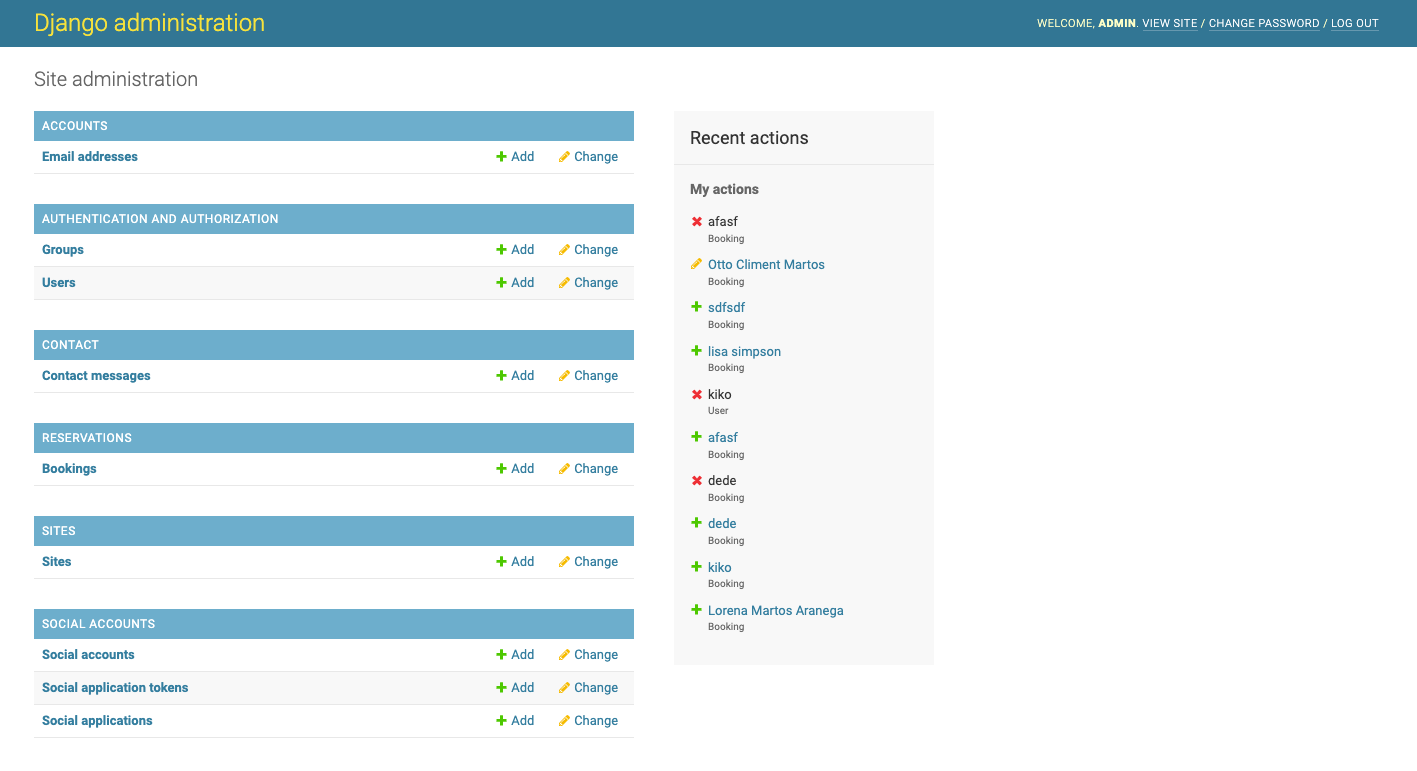 Django administration
WELCOME, ADMIN. VIEW SITE / CHANGE PASSWORD / LOG OUT
Site administration
ACCOUNTS
Email addresses Add Change
AUTHENTICATION AND AUTHORIZATION
Groups Add Change
Users Add Change
CONTACT
Contact messages Add Change
RESERVATIONS
Bookings Add Change
SITES
Sites Add Change
SOCIAL ACCOUNTS
Social accounts Add Change
Social application tokens Add Change
Social applications Add Change
Recent actions
My actions
afasf
Booking
Otto Climent Martos
Booking
sdfsdf
Booking
lisa simpson
Booking
kiko
User
afasf
Booking
dede
Booking
dede
Booking
kiko
Booking
Lorena Martos Aranega
Booking